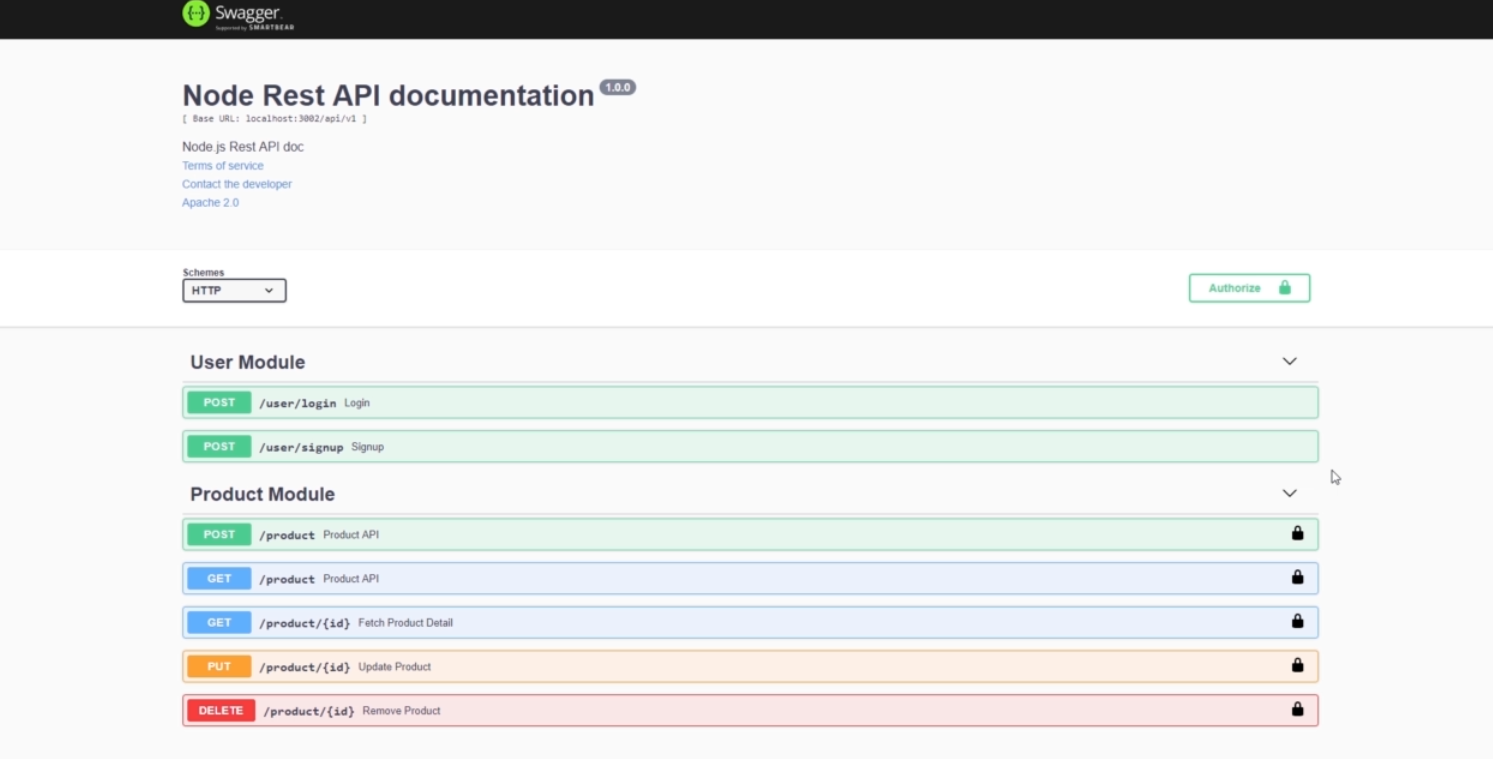 Swagger.
Supported by SMARTBEAR
Node Rest API documentation 1.0.0
[ Base URL: localhost:3002/api/v1 ]
Node.js Rest API doc
Terms of service
Contact the developer
Apache 2.0
Schemes
HTTP
Authorize
User Module
POST /user/login Login
POST /user/signup Signup
Product Module
POST /product Product API
GET /product Product API
GET /product/{id} Fetch Product Detail
PUT /product/{id} Update Product
DELETE /product/{id} Remove Product